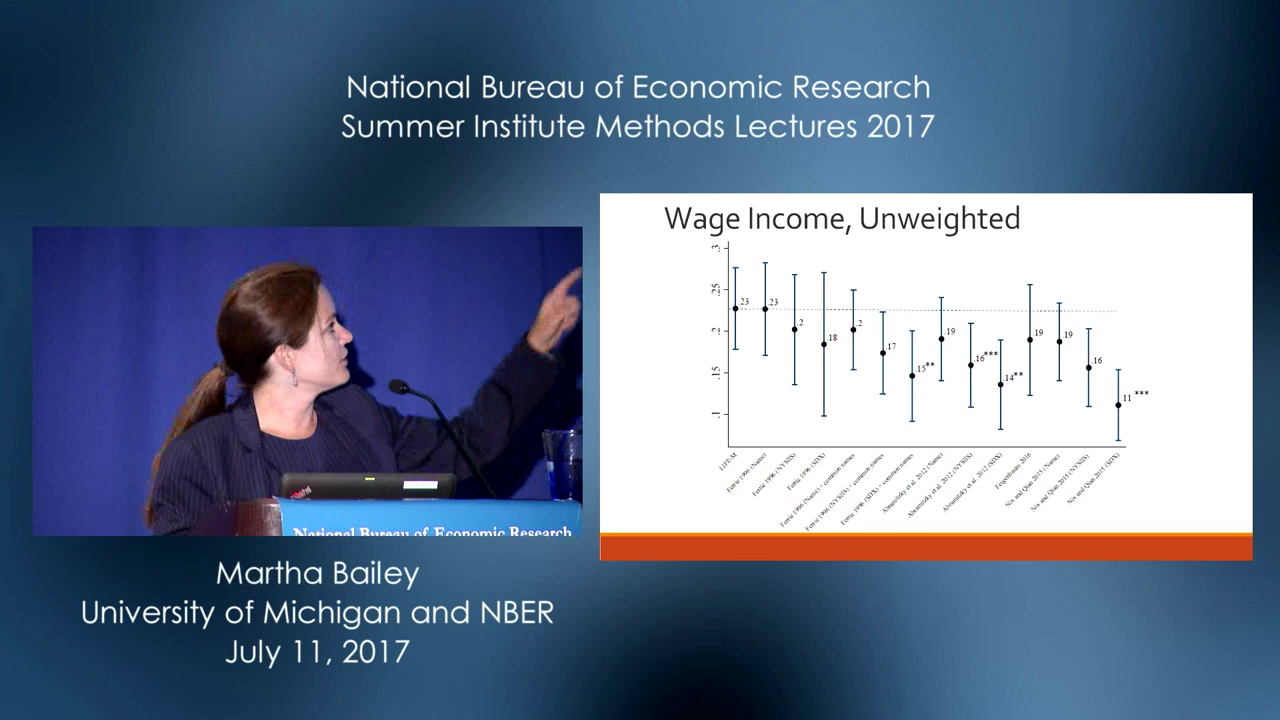 National Bureau of Economic Research
Summer Institute Methods Lectures 2017
Wage Income, Unweighted
.3
.25
.2
.15
.1
.23
.23
.2
.18
.2
.17
.15**
.19
.16***
.14**
.19
.19
.16
.11 ***
LIFE-M
Ferrie 1996 (Name)
Ferrie 1996 (NYSIIS)
Ferrie 1996 (SDX)
Ferrie 1996 (Name) + common names
Ferrie 1996 (NYSIIS) + common names
Ferrie 1996 (SDX) + common names
Abramitzky et al. 2012 (Name)
Abramitzky et al. 2012 (NYSIIS)
Abramitzky et al. 2012 (SDX)
Feigenbaum 2016
Nix and Qian 2015 (Name)
Nix and Qian 2015 (NYSIIS)
Nix and Qian 2015 (SDX)
National Bureau of Economic Research
Martha Bailey
University of Michigan and NBER
July 11, 2017